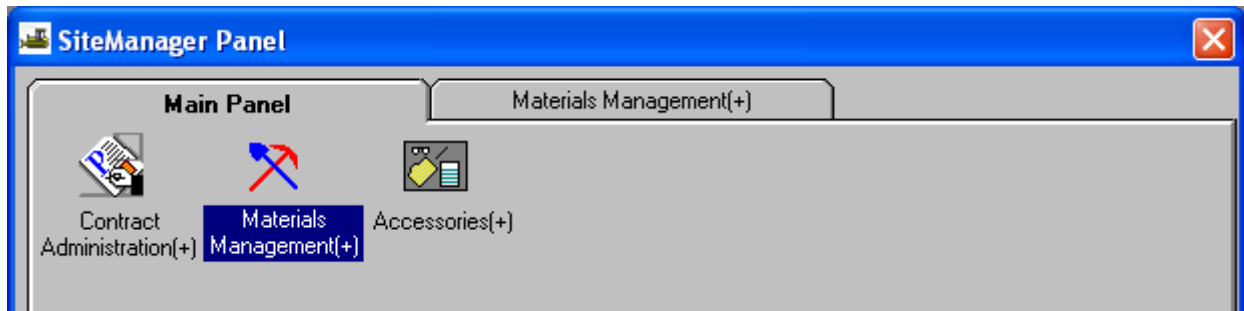 SiteManager Panel
Main Panel
Materials Management(+)
Contract
Administration(+)
Materials
Management(+)
Accessories(+)